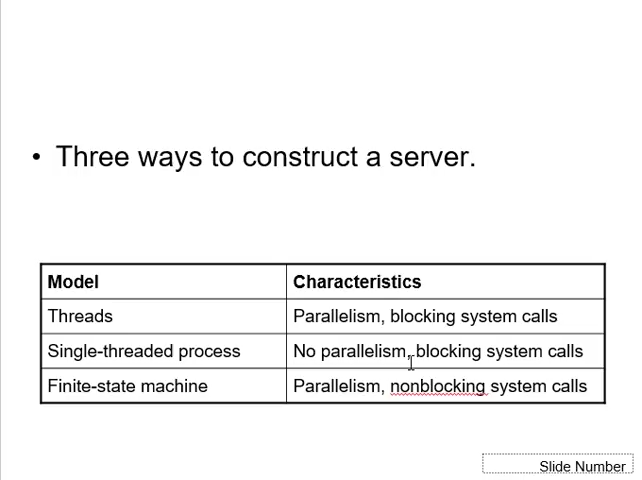 • Three ways to construct a server.
Model Characteristics
Threads Parallelism, blocking system calls
Single-threaded process No parallelism, blocking system calls
Finite-state machine Parallelism, nonblocking system calls
Slide Number